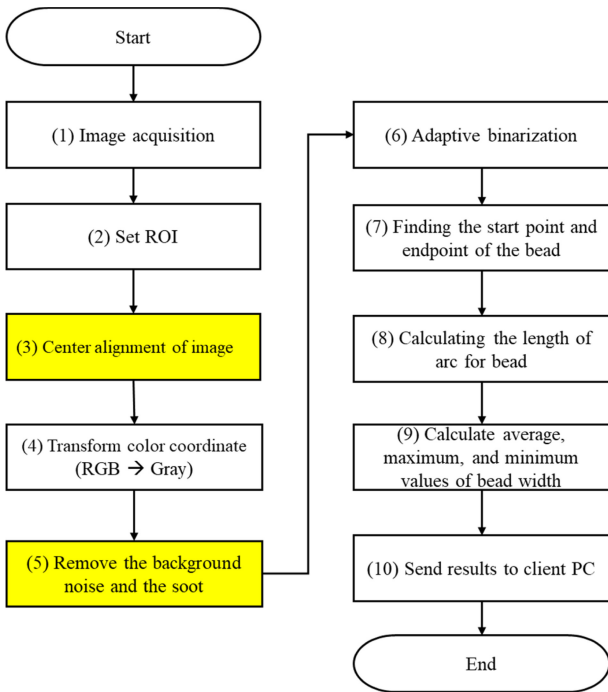 Start
(1) Image acquisition
(2) Set ROI
(3) Center alignment of image
(4) Transform color coordinate
(RGB → Gray)
(5) Remove the background
noise and the soot
(6) Adaptive binarization
(7) Finding the start point and
endpoint of the bead
(8) Calculating the length of
arc for bead
(9) Calculate average,
maximum, and minimum
values of bead width
(10) Send results to client PC
End